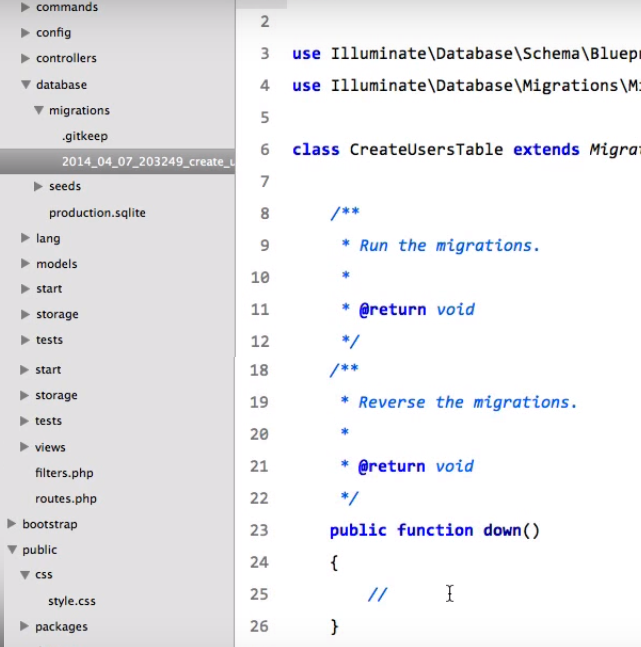 commands
config
controllers
database
migrations
.gitkeep
2014_04_07_203249_create_u
seeds
production.sqlite
lang
models
start
storage
tests
start
storage
tests
views
filters.php
routes.php
bootstrap
public
css
style.css
packages
2
3 use Illuminate\Database\Schema\Bluepr
4 use Illuminate\Database\Migrations\Mi
5
6 class CreateUsersTable extends Migrat
7
8 /**
9 * Run the migrations.
10 *
11 * @return void
12 */
18 /**
19 * Reverse the migrations.
20 *
21 * @return void
22 */
23 public function down()
24 {
25 //
26 }